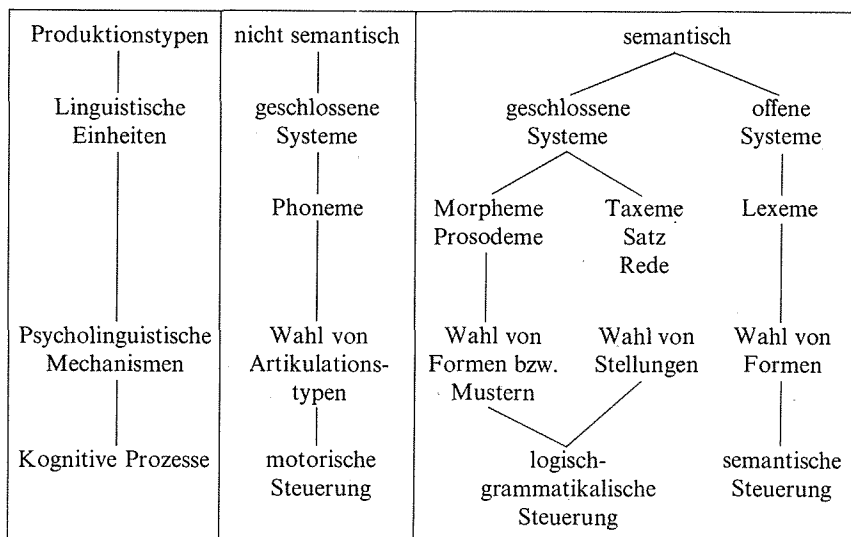 Produktionstypen nicht semantisch semantisch
Linguistische geschlossene geschlossene offene
Einheiten Systeme Systeme Systeme
Phoneme Morpheme Taxeme Lexeme
Prosodeme Satz
Rede
Psycholinguistische Wahl von Wahl von Wahl von Wahl von
Mechanismen Artikulations- Formen bzw. Stellungen Formen
typen Mustern
Kognitive Prozesse motorische logisch- semantische
Steuerung grammatikalische Steuerung
Steuerung